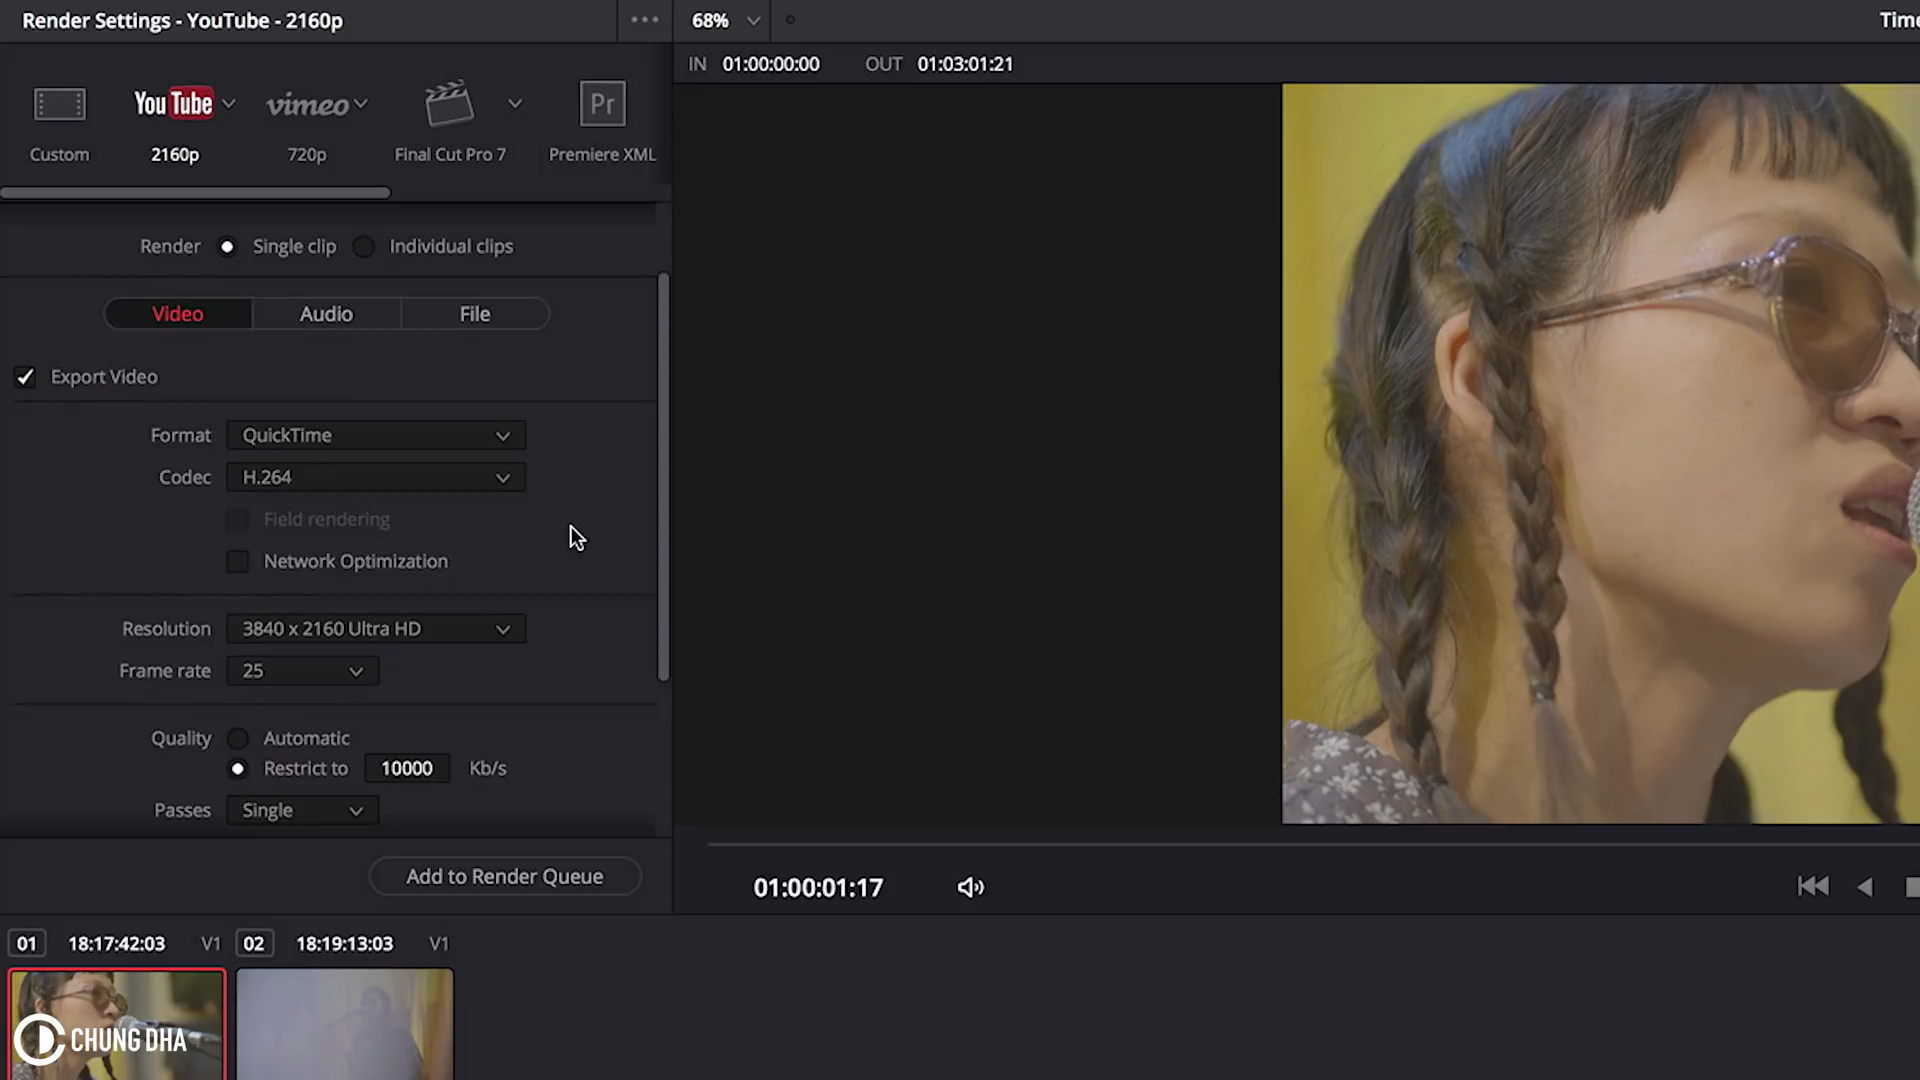 Render Settings - YouTube - 2160p
68%
IN 01:00:00:00 OUT 01:03:01:21
YouTube
vimeo
Pr
Custom
2160p
720p
Final Cut Pro 7
Premiere XML
Render Single clip Individual clips
Video Audio File
Export Video
Format QuickTime
Codec H.264
Field rendering
Network Optimization
Resolution 3840 x 2160 Ultra HD
Frame rate 25
Quality Automatic
Restrict to 10000 Kb/s
Passes Single
Add to Render Queue
01:00:01:17
01 18:17:42:03 V1 02 18:19:13:03 V1
CHUNG DHA